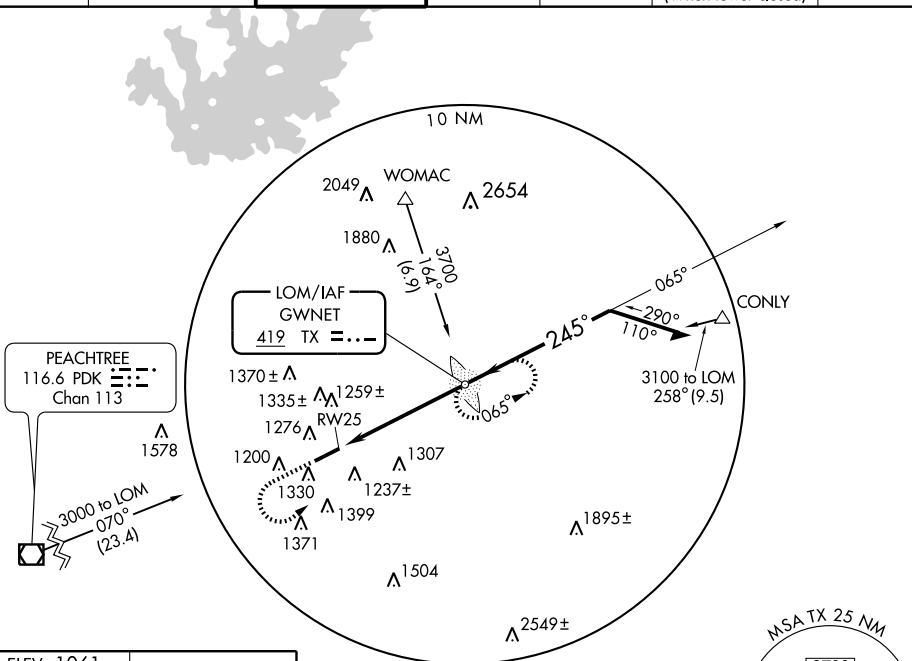 10 NM
2049
WOMAC
2654
1880
3700
164°
(6.9)
065°
LOM/IAF
GWNET
419 TX
CONLY
290°
110°
245°
PEACHTREE
116.6 PDK
Chan 113
1370 ±
1335 ±
1259 ±
3100 to LOM
258° (9.5)
065°
1276
RW25
1578
1200
1307
1330
1237 ±
3000 to LOM
070°
(23.4)
1399
1371
1895 ±
1504
2549 ±
MSA TX 25 NM
ELEV 1061